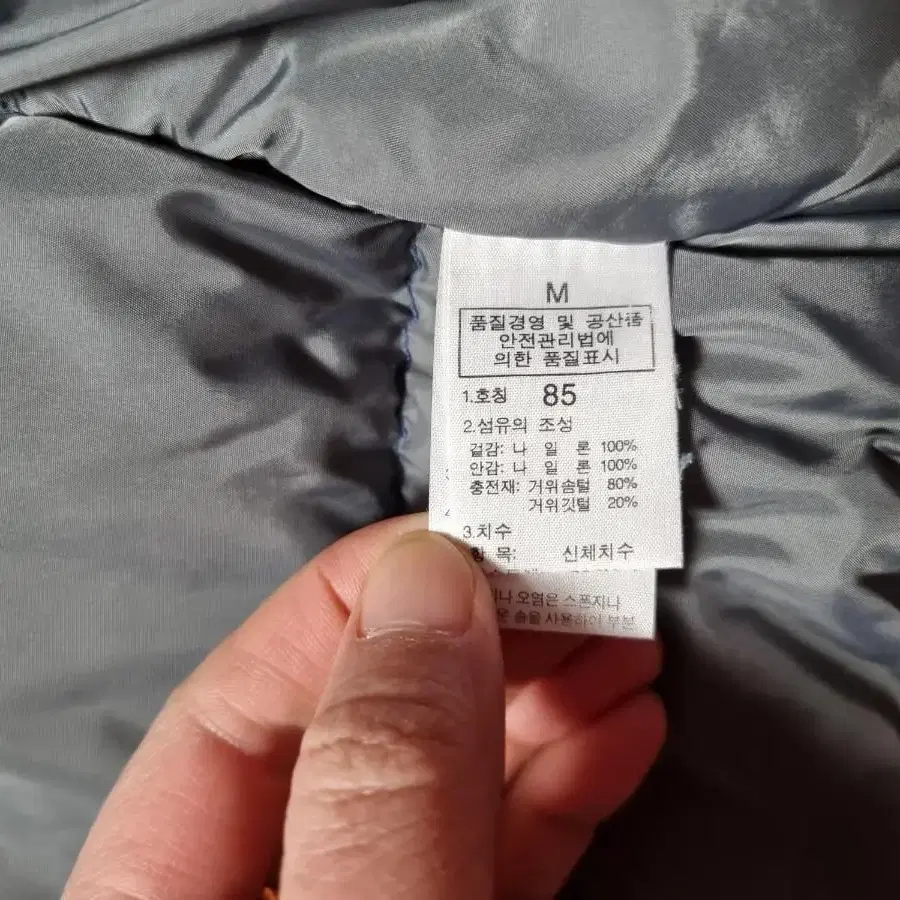 M
품질경영 및 공산품
안전관리법에
의한 품질표시
1.호칭 85
2.섬유의 조성
겉감: 나 일 론 100%
안감: 나 일 론 100%
충전재: 거위솜털 80%
거위깃털 20%
3.치수
항 목: 신체치수
나 오염은 스폰지나
솔을 사용하여 부분